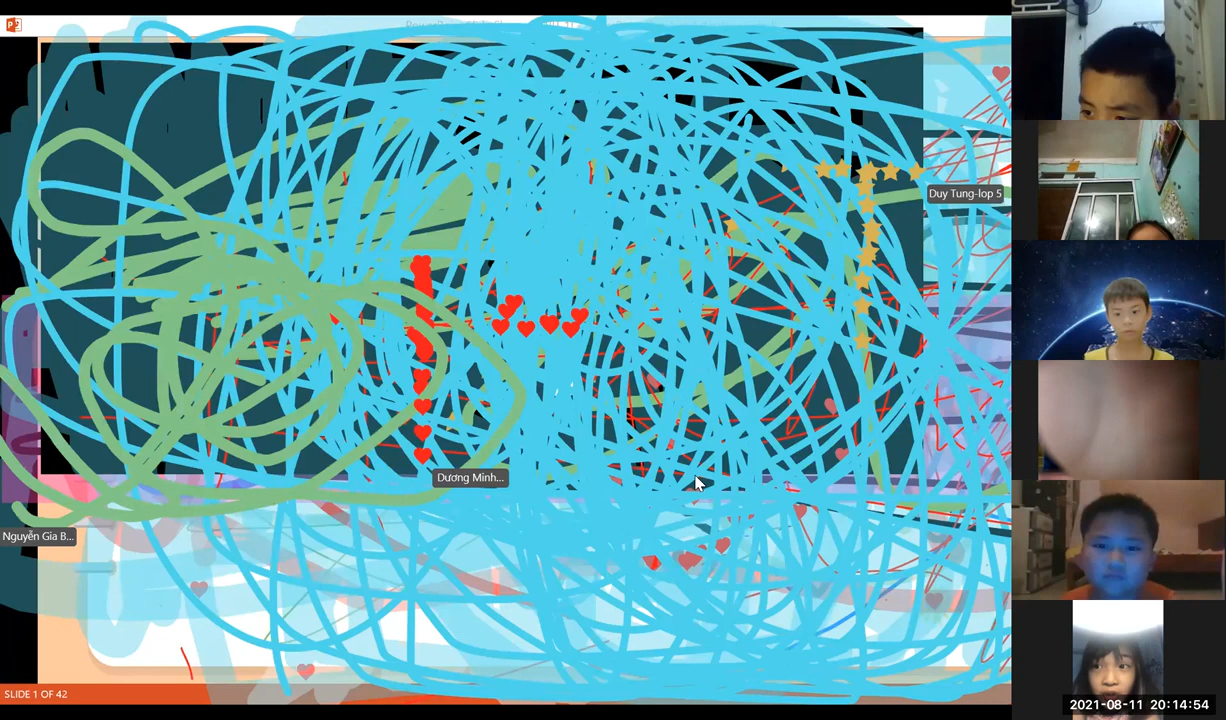 Duy Tung-lop 5
Dương Minh...
Nguyễn Gia B...
SLIDE 1 OF 42
2021-08-11 20:14:54